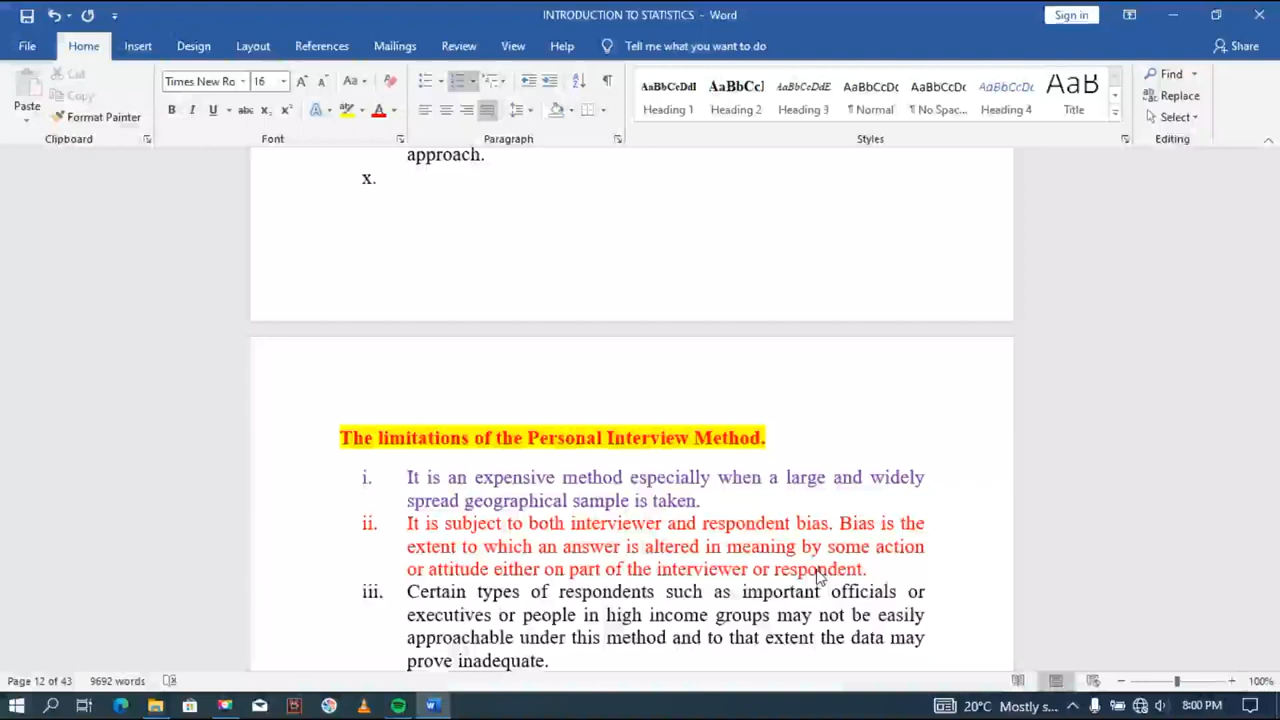 INTRODUCTION TO STATISTICS - Word
Sign in
File Home Insert Design Layout References Mailings Review View Help Tell me what you want to do Share
Paste
Cut
Copy
Format Painter
Clipboard
Times New Ro 16
Aa
B I U abc x₂ x²
Font
Paragraph
AaBbCcDdI AaBbCcl AaBbCcDdE AaBbCcDc AaBbCcDc AaBbCcDc AaB
Heading 1 Heading 2 Heading 3 ¶ Normal ¶ No Spac... Heading 4 Title
Styles
Find
Replace
Select
Editing
approach.
x.
The limitations of the Personal Interview Method.
i. It is an expensive method especially when a large and widely
spread geographical sample is taken.
ii. It is subject to both interviewer and respondent bias. Bias is the
extent to which an answer is altered in meaning by some action
or attitude either on part of the interviewer or respondent.
iii. Certain types of respondents such as important officials or
executives or people in high income groups may not be easily
approachable under this method and to that extent the data may
prove inadequate.
Page 12 of 43 9692 words 100%
20°C Mostly s... 8:00 PM